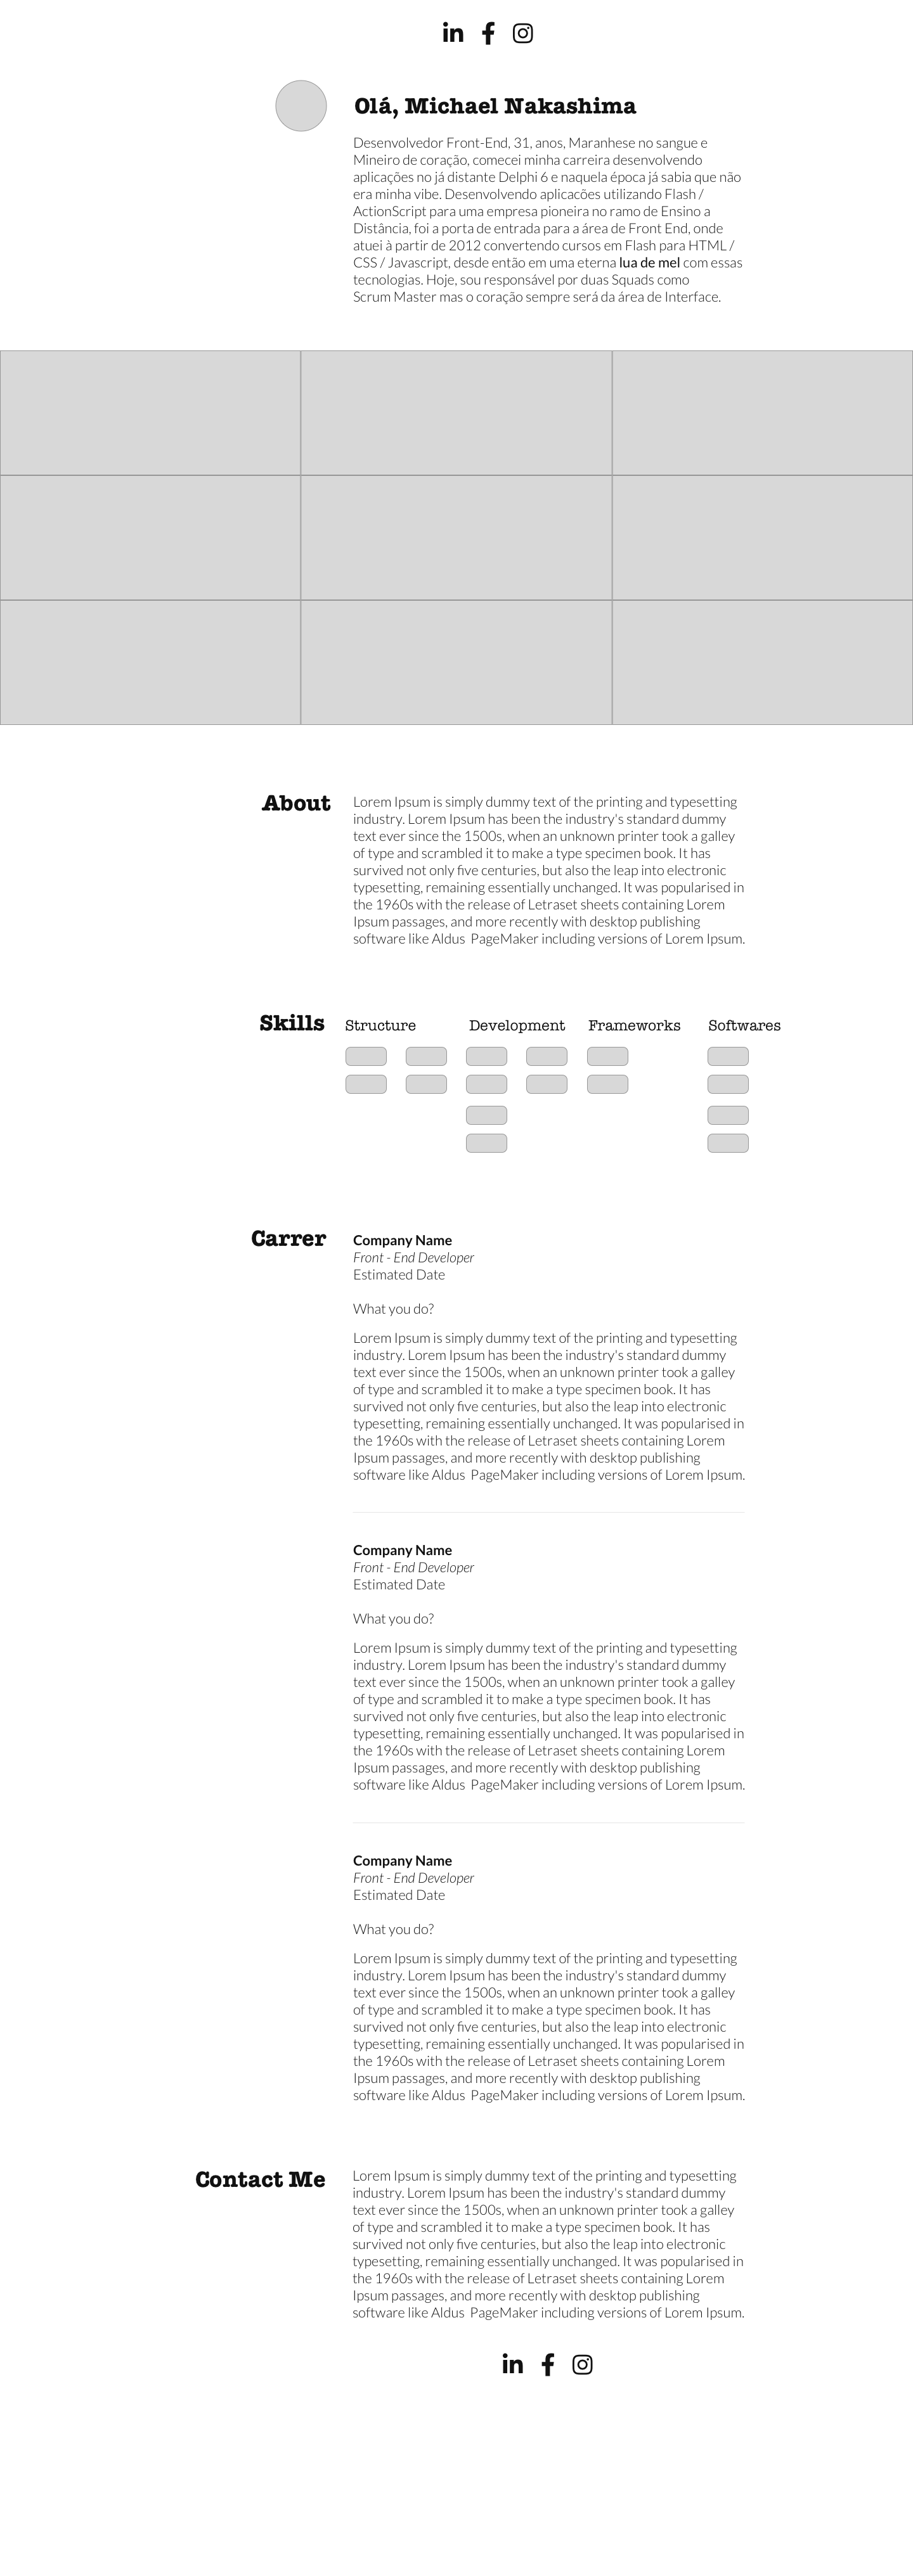 Olá, Michael Nakashima
Desenvolvedor Front-End, 31, anos, Maranhese no sangue e
Mineiro de coração, comecei minha carreira desenvolvendo
aplicações no já distante Delphi 6 e naquela época já sabia que não
era minha vibe. Desenvolvendo aplicacões utilizando Flash /
ActionScript para uma empresa pioneira no ramo de Ensino a
Distância, foi a porta de entrada para a área de Front End, onde
atuei à partir de 2012 convertendo cursos em Flash para HTML /
CSS / Javascript, desde então em uma eterna lua de mel com essas
tecnologias. Hoje, sou responsável por duas Squads como
Scrum Master mas o coração sempre será da área de Interface.
About
Lorem Ipsum is simply dummy text of the printing and typesetting
industry. Lorem Ipsum has been the industry's standard dummy
text ever since the 1500s, when an unknown printer took a galley
of type and scrambled it to make a type specimen book. It has
survived not only five centuries, but also the leap into electronic
typesetting, remaining essentially unchanged. It was popularised in
the 1960s with the release of Letraset sheets containing Lorem
Ipsum passages, and more recently with desktop publishing
software like Aldus  PageMaker including versions of Lorem Ipsum.
Skills
Structure
Development
Frameworks
Softwares
Carrer
Company Name
Front - End Developer
Estimated Date
What you do?
Lorem Ipsum is simply dummy text of the printing and typesetting
industry. Lorem Ipsum has been the industry's standard dummy
text ever since the 1500s, when an unknown printer took a galley
of type and scrambled it to make a type specimen book. It has
survived not only five centuries, but also the leap into electronic
typesetting, remaining essentially unchanged. It was popularised in
the 1960s with the release of Letraset sheets containing Lorem
Ipsum passages, and more recently with desktop publishing
software like Aldus  PageMaker including versions of Lorem Ipsum.
Company Name
Front - End Developer
Estimated Date
What you do?
Lorem Ipsum is simply dummy text of the printing and typesetting
industry. Lorem Ipsum has been the industry's standard dummy
text ever since the 1500s, when an unknown printer took a galley
of type and scrambled it to make a type specimen book. It has
survived not only five centuries, but also the leap into electronic
typesetting, remaining essentially unchanged. It was popularised in
the 1960s with the release of Letraset sheets containing Lorem
Ipsum passages, and more recently with desktop publishing
software like Aldus  PageMaker including versions of Lorem Ipsum.
Company Name
Front - End Developer
Estimated Date
What you do?
Lorem Ipsum is simply dummy text of the printing and typesetting
industry. Lorem Ipsum has been the industry's standard dummy
text ever since the 1500s, when an unknown printer took a galley
of type and scrambled it to make a type specimen book. It has
survived not only five centuries, but also the leap into electronic
typesetting, remaining essentially unchanged. It was popularised in
the 1960s with the release of Letraset sheets containing Lorem
Ipsum passages, and more recently with desktop publishing
software like Aldus  PageMaker including versions of Lorem Ipsum.
Contact Me
Lorem Ipsum is simply dummy text of the printing and typesetting
industry. Lorem Ipsum has been the industry's standard dummy
text ever since the 1500s, when an unknown printer took a galley
of type and scrambled it to make a type specimen book. It has
survived not only five centuries, but also the leap into electronic
typesetting, remaining essentially unchanged. It was popularised in
the 1960s with the release of Letraset sheets containing Lorem
Ipsum passages, and more recently with desktop publishing
software like Aldus  PageMaker including versions of Lorem Ipsum.